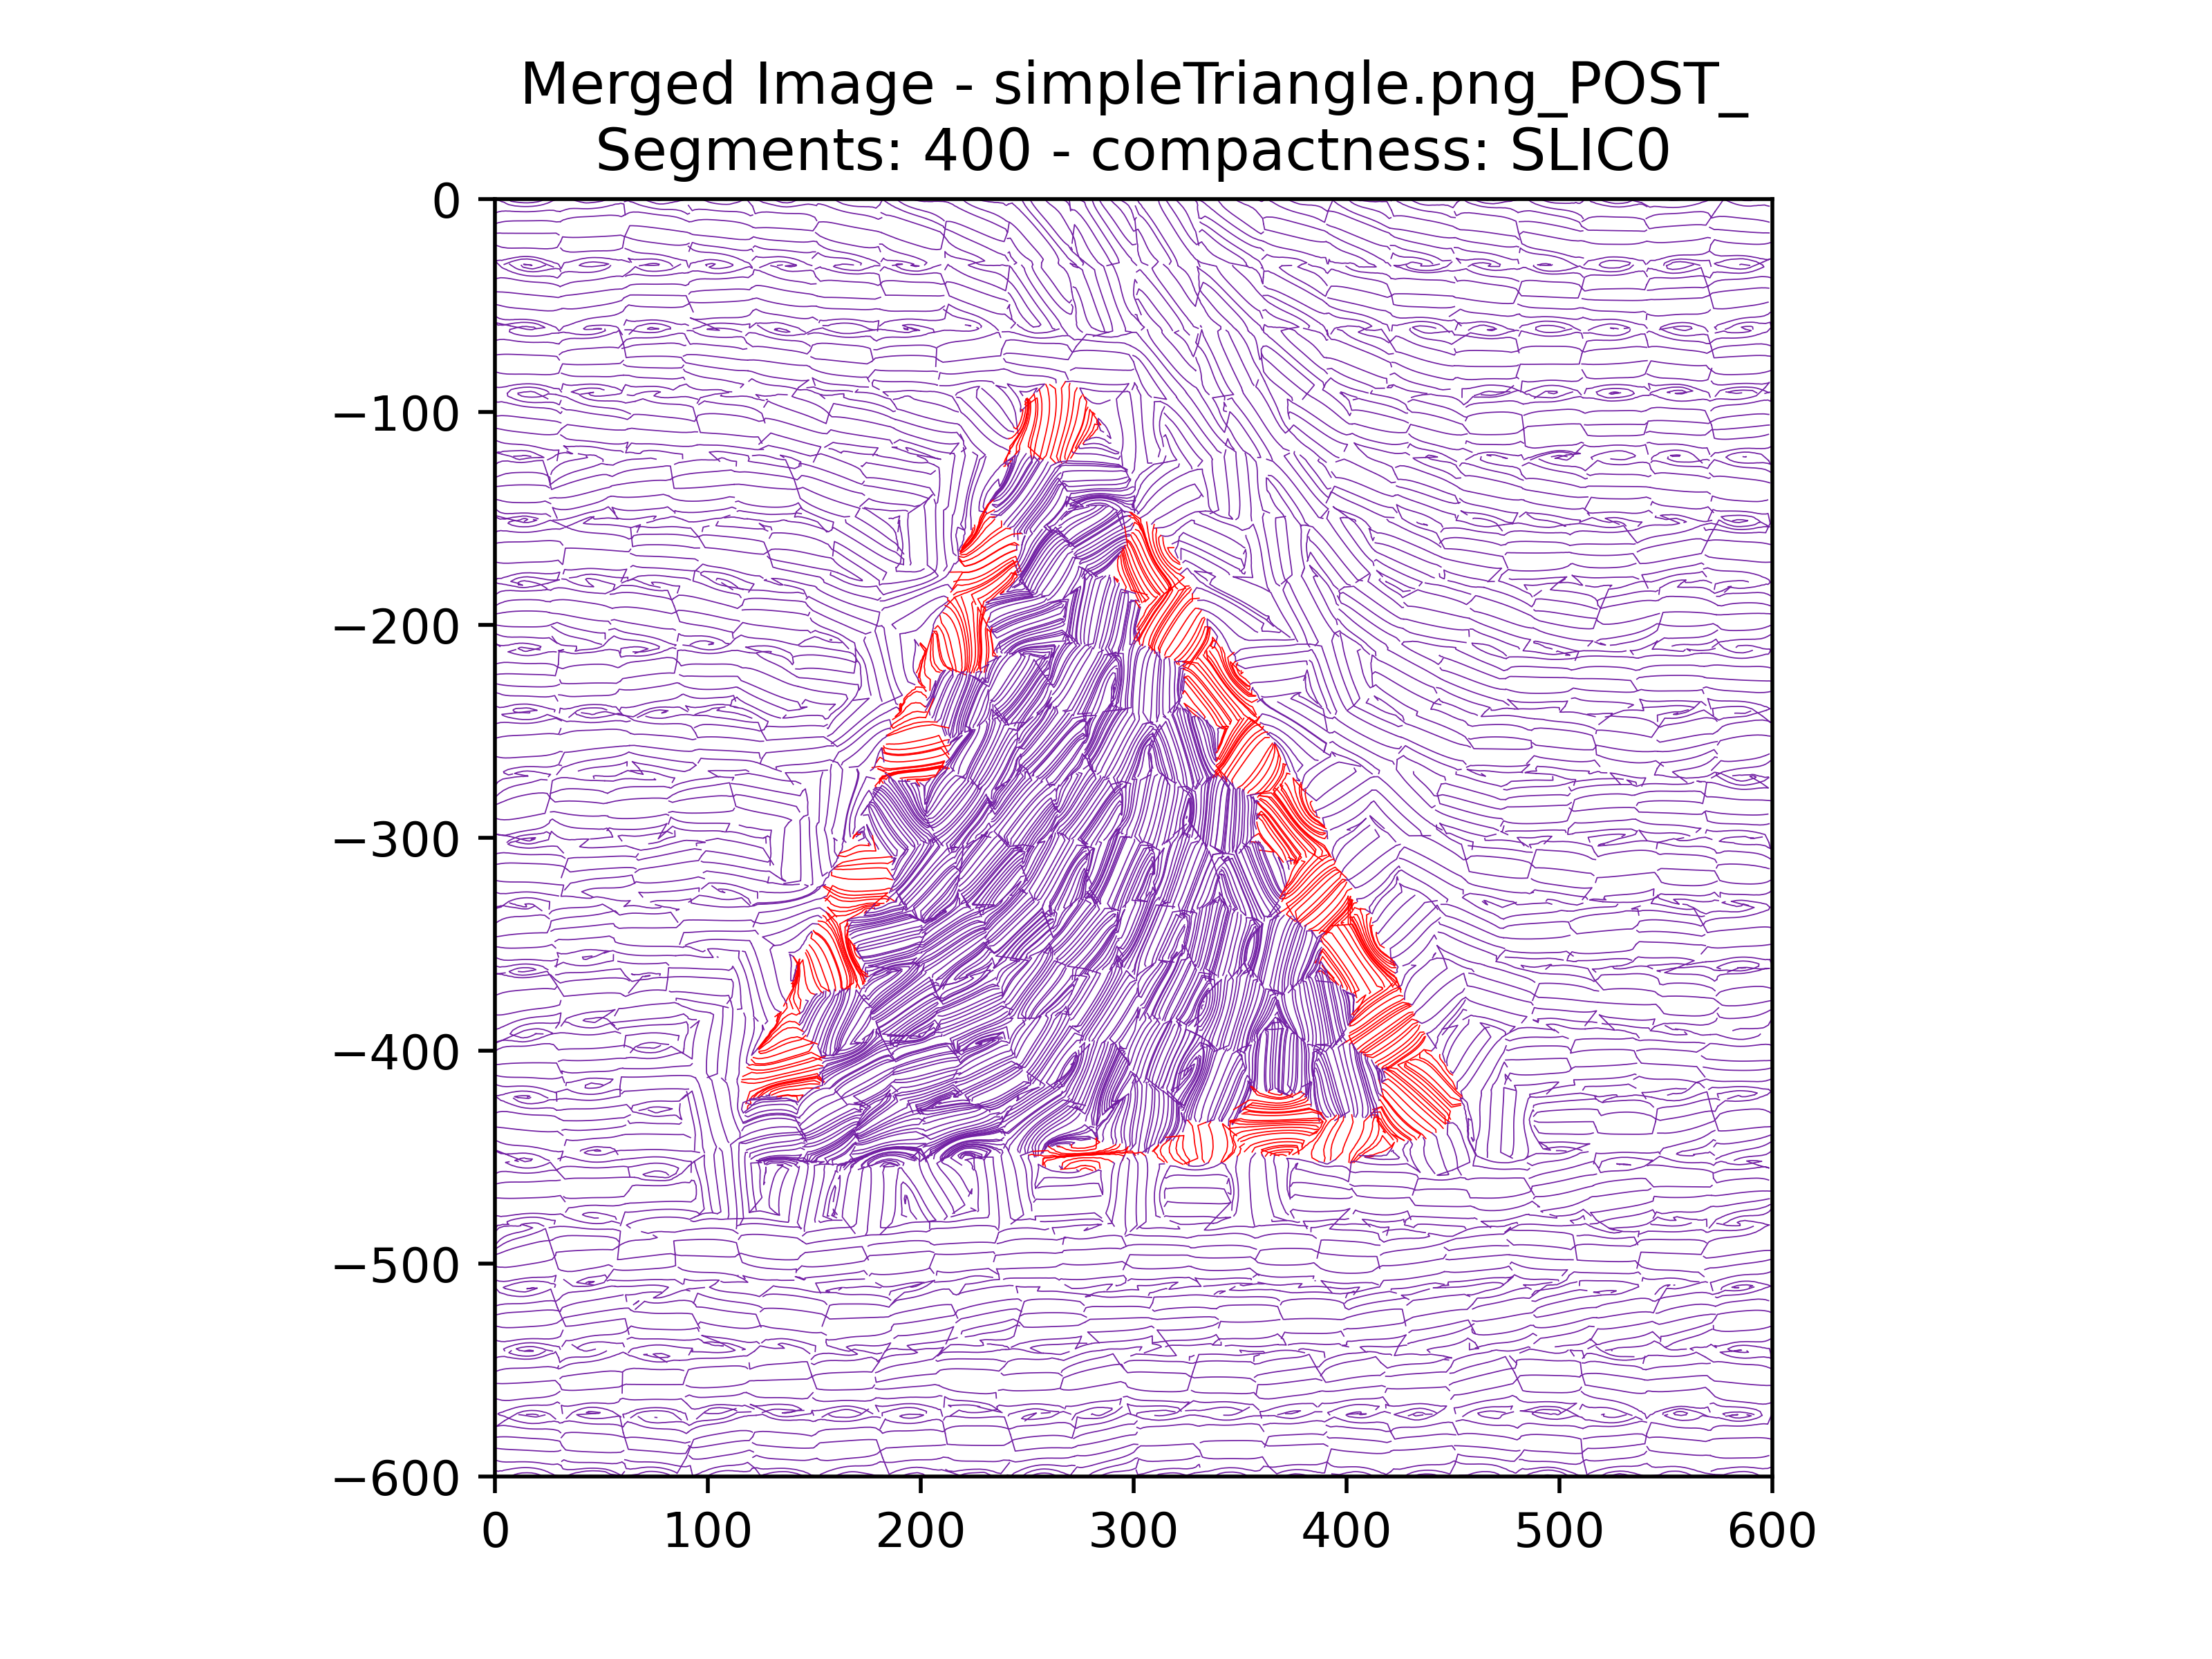 Merged Image - simpleTriangle.png_POST_
Segments: 400 - compactness: SLIC0
0
−100
−200
−300
−400
−500
−600
0 100 200 300 400 500 600